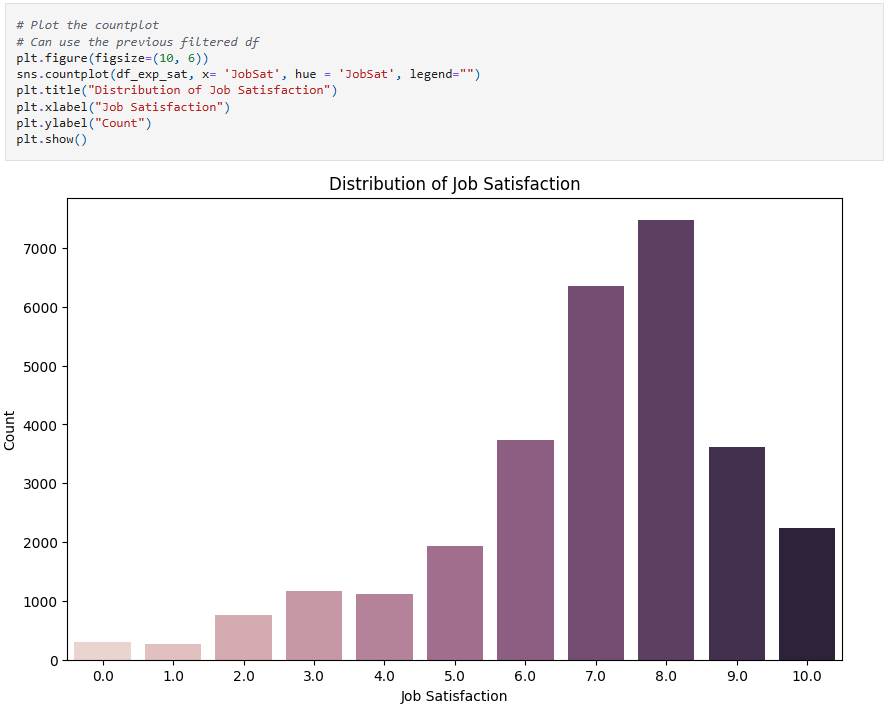 # Plot the countplot
# Can use the previous filtered df
plt.figure(figsize=(10, 6))
sns.countplot(df_exp_sat, x= 'JobSat', hue = 'JobSat', legend="")
plt.title("Distribution of Job Satisfaction")
plt.xlabel("Job Satisfaction")
plt.ylabel("Count")
plt.show()
Distribution of Job Satisfaction
7000
6000
5000
4000
3000
2000
1000
0
Count
0.0 1.0 2.0 3.0 4.0 5.0 6.0 7.0 8.0 9.0 10.0
Job Satisfaction